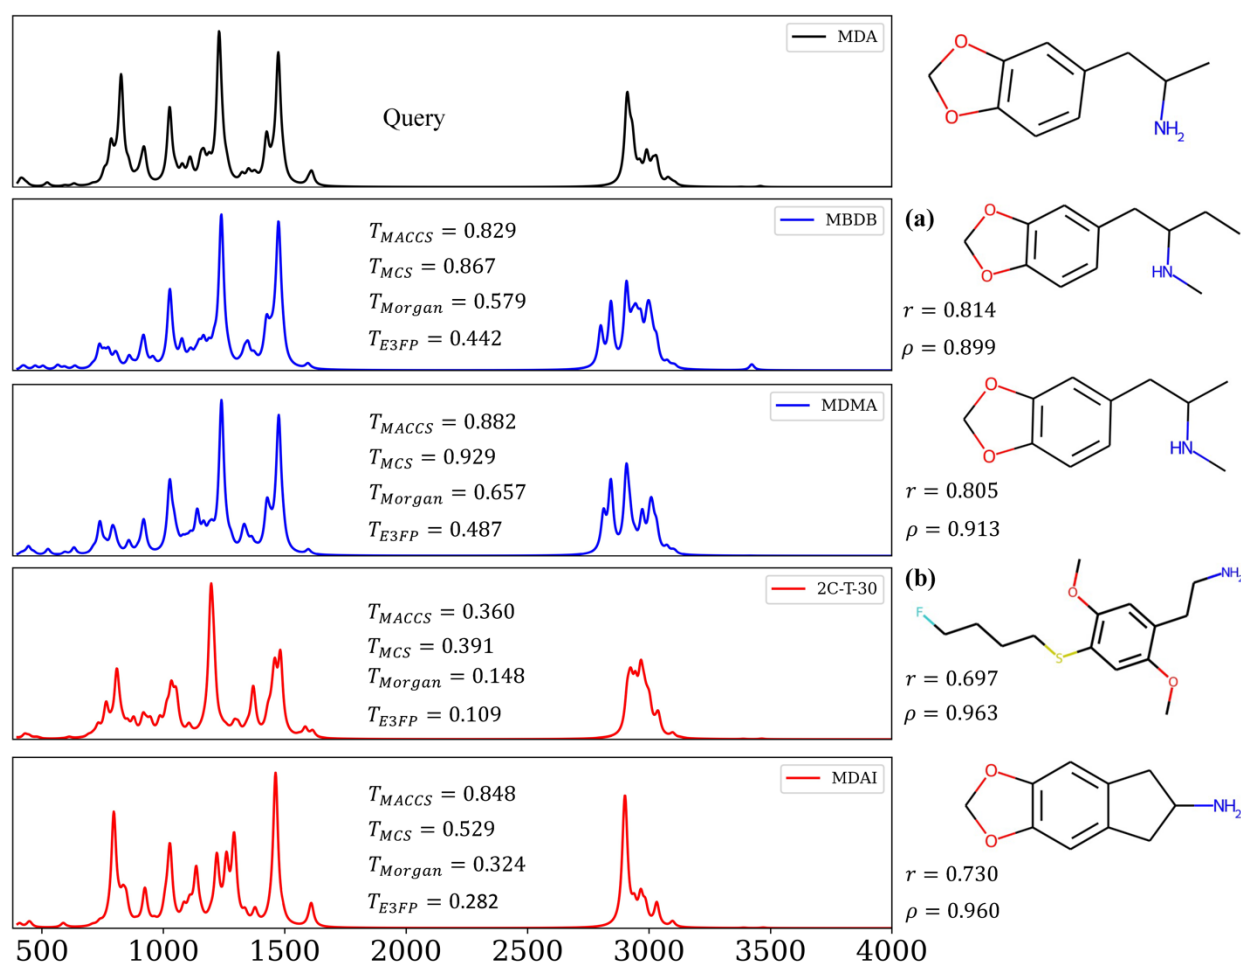 MDA
Query
O
O
NH2
MBDB
T_MACCS = 0.829
T_MCS = 0.867
T_Morgan = 0.579
T_E3FP = 0.442
(a)
O
O
HN
r = 0.814
ρ = 0.899
MDMA
T_MACCS = 0.882
T_MCS = 0.929
T_Morgan = 0.657
T_E3FP = 0.487
O
O
HN
r = 0.805
ρ = 0.913
2C-T-30
T_MACCS = 0.360
T_MCS = 0.391
T_Morgan = 0.148
T_E3FP = 0.109
(b)
NH2
O
F
S
O
r = 0.697
ρ = 0.963
MDAI
T_MACCS = 0.848
T_MCS = 0.529
T_Morgan = 0.324
T_E3FP = 0.282
O
O
NH2
r = 0.730
ρ = 0.960
500 1000 1500 2000 2500 3000 3500 4000